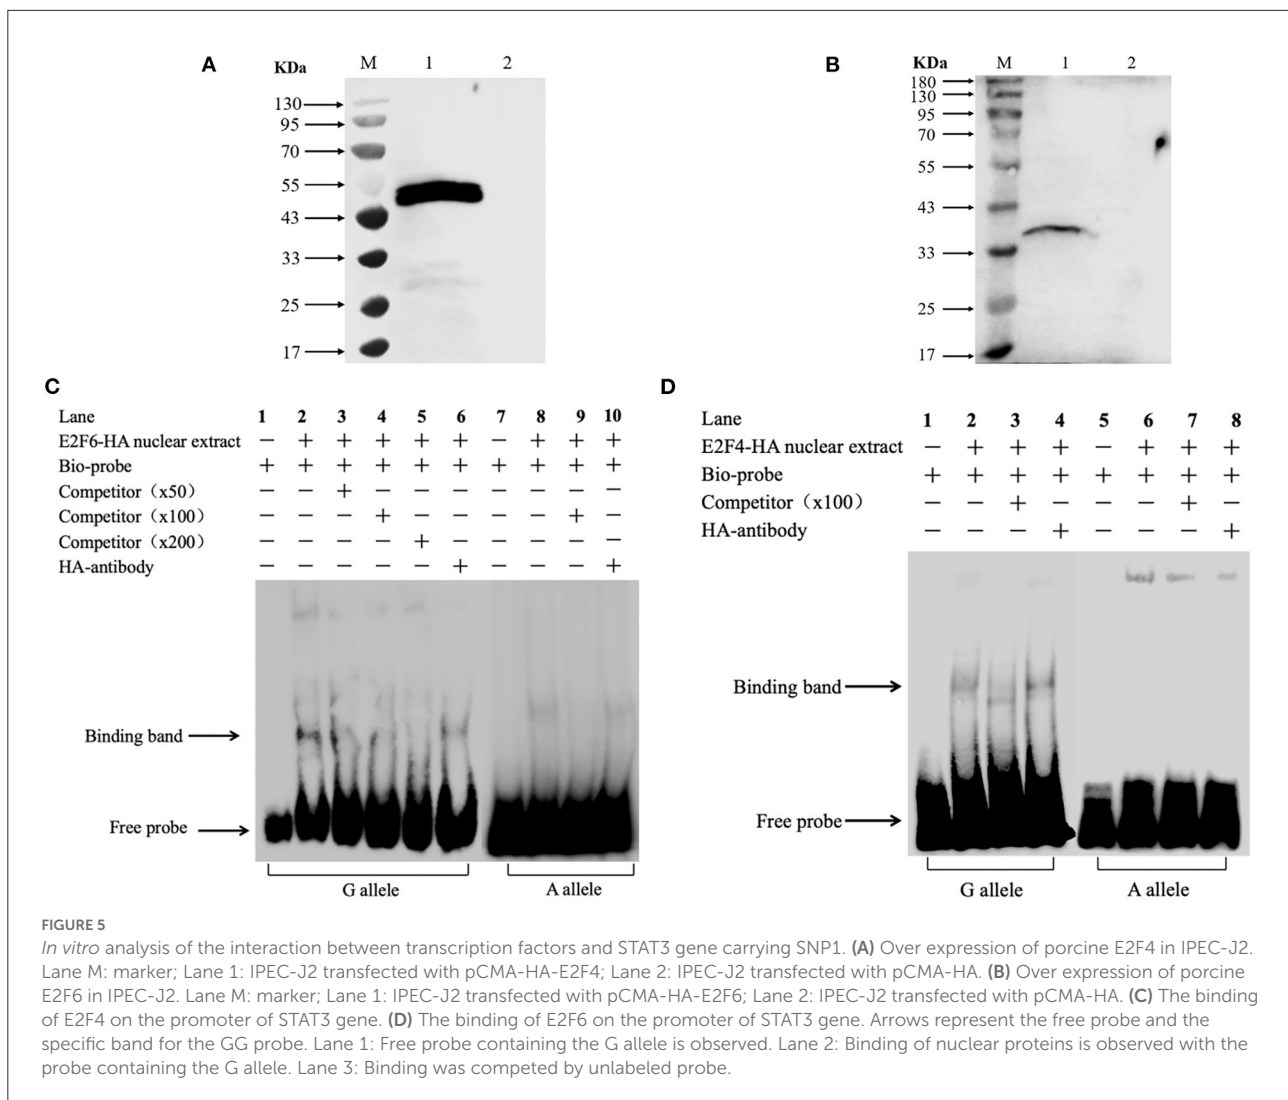 A
KDa M 1 2
130
95
70
55
43
33
25
17
B
KDa M 1 2
180
130
95
70
55
43
33
25
17
C
Lane 1 2 3 4 5 6 7 8 9 10
E2F6-HA nuclear extract — + + + + + — + + +
Bio-probe + + + + + + + + + +
Competitor（x50） — — + — — — — — — —
Competitor（x100） — — — + — — — — + —
Competitor（x200） — — — — + — — — — —
HA-antibody — — — — — + — — — +
Binding band
Free probe
G allele A allele
D
Lane 1 2 3 4 5 6 7 8
E2F4-HA nuclear extract — + + + — + + +
Bio-probe + + + + + + + +
Competitor（x100） — — + — — — + —
HA-antibody — — — + — — — +
Binding band
Free probe
G allele A allele
FIGURE 5
In vitro analysis of the interaction between transcription factors and STAT3 gene carrying SNP1. (A) Over expression of porcine E2F4 in IPEC-J2.
Lane M: marker; Lane 1: IPEC-J2 transfected with pCMA-HA-E2F4; Lane 2: IPEC-J2 transfected with pCMA-HA. (B) Over expression of porcine
E2F6 in IPEC-J2. Lane M: marker; Lane 1: IPEC-J2 transfected with pCMA-HA-E2F6; Lane 2: IPEC-J2 transfected with pCMA-HA. (C) The binding
of E2F4 on the promoter of STAT3 gene. (D) The binding of E2F6 on the promoter of STAT3 gene. Arrows represent the free probe and the
specific band for the GG probe. Lane 1: Free probe containing the G allele is observed. Lane 2: Binding of nuclear proteins is observed with the
probe containing the G allele. Lane 3: Binding was competed by unlabeled probe.